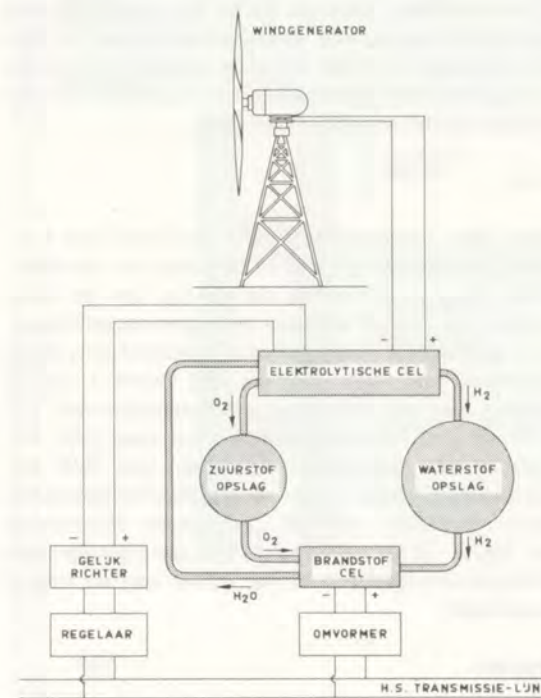 WINDGENERATOR
- +
ELEKTROLYTISCHE CEL
O2
H2
ZUURSTOF
OPSLAG
WATERSTOF
OPSLAG
- +
GELIJK
RICHTER
O2
H2
BRANDSTOF
CEL
H2O
- +
REGELAAR
OMVORMER
H.S. TRANSMISSIE-LIJN